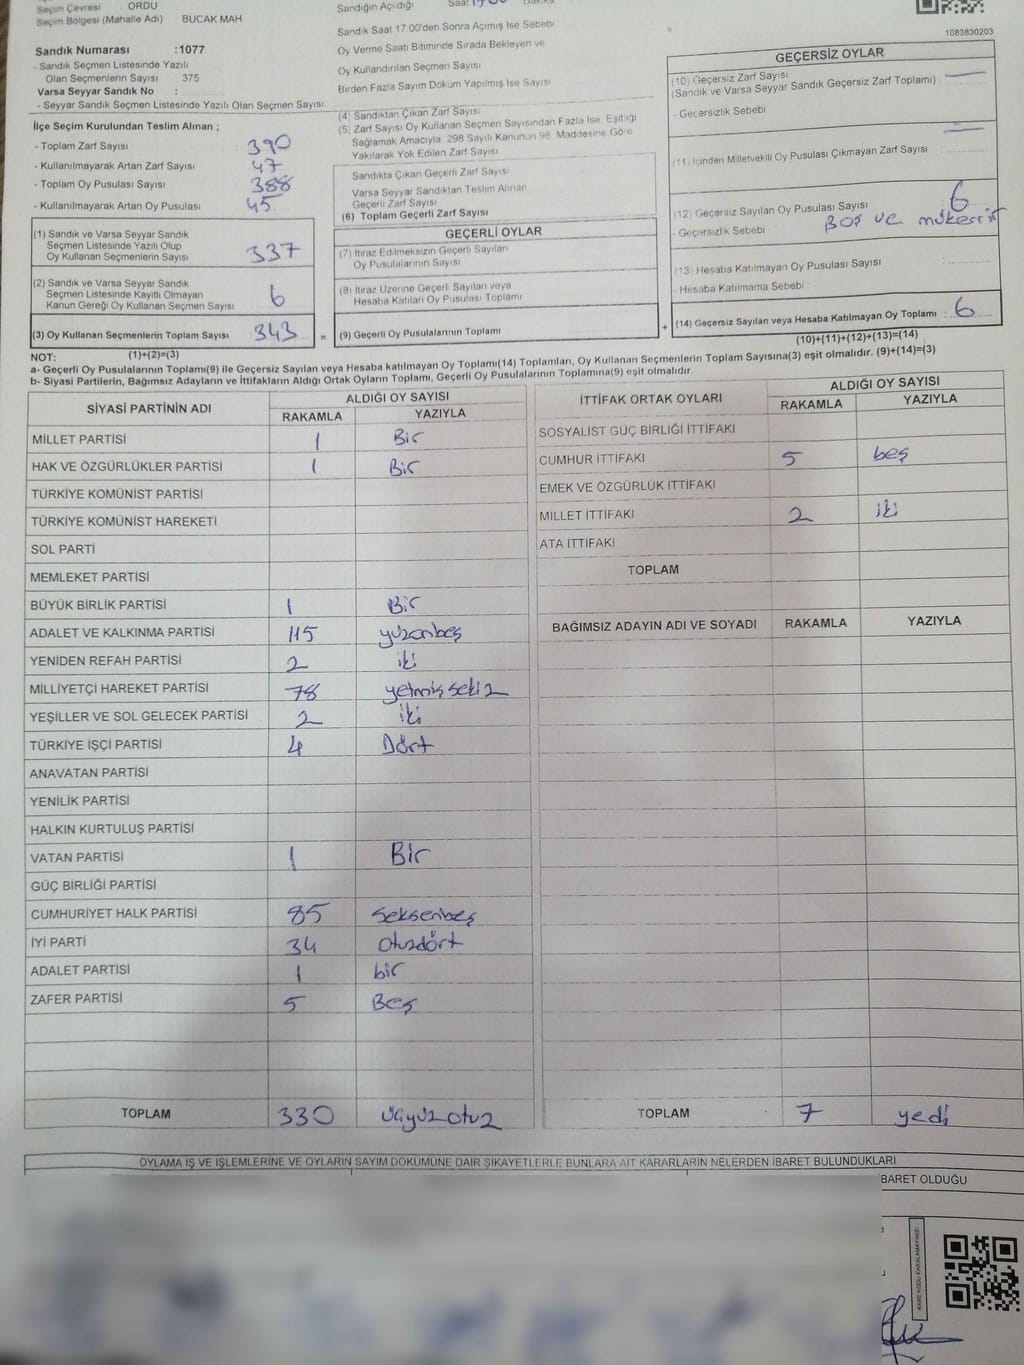 Seçim Çevresi ORDU
Seçim Bölgesi (Mahalle Adı) BUCAK MAH
Sandık Numarası :1077
- Sandık Seçmen Listesinde Yazılı
Olan Seçmenlerin Sayısı : 375
Varsa Seyyar Sandık No :
- Seyyar Sandık Seçmen Listesinde Yazılı Olan Seçmen Sayısı:
İlçe Seçim Kurulundan Teslim Alınan ;
- Toplam Zarf Sayısı 390
- Kullanılmayarak Artan Zarf Sayısı 47
- Toplam Oy Pusulası Sayısı 388
- Kullanılmayarak Artan Oy Pusulası 45
(1) Sandık ve Varsa Seyyar Sandık
Seçmen Listesinde Yazılı Olup
Oy Kullanan Seçmenlerin Sayısı 337
(2) Sandık ve Varsa Seyyar Sandık
Seçmen Listesinde Kayıtlı Olmayan
Kanun Gereği Oy Kullanan Seçmen Sayısı 6
(3) Oy Kullanan Seçmenlerin Toplam Sayısı 343 =
(1)+(2)=(3)
Sandığın Açıldığı Saat
Sandık Saat 17:00'den Sonra Açılmış İse Sebebi
Oy Verme Saati Bitiminde Sırada Bekleyen ve
Oy Kullandırılan Seçmen Sayısı
Birden Fazla Sayım Döküm Yapılmış İse Sayısı
(4) Sandıktan Çıkan Zarf Sayısı
(5) Zarf Sayısı Oy Kullanan Seçmen Sayısından Fazla İse, Eşitliği
Sağlamak Amacıyla, 298 Sayılı Kanunun 98. Maddesine Göre
Yakılarak Yok Edilen Zarf Sayısı
Sandıkta Çıkan Geçerli Zarf Sayısı
Varsa Seyyar Sandıktan Teslim Alınan
Geçerli Zarf Sayısı
(6) Toplam Geçerli Zarf Sayısı
GEÇERLİ OYLAR
(7) İtiraz Edilmeksizin Geçerli Sayılan
Oy Pusulalarının Sayısı
(8) İtiraz Üzerine Geçerli Sayılan veya
Hesaba Katılan Oy Pusulası Toplamı
(9) Geçerli Oy Pusulalarının Toplamı +
1083830203
GEÇERSİZ OYLAR
(10) Geçersiz Zarf Sayısı
(Sandık ve Varsa Seyyar Sandık Geçersiz Zarf Toplamı) :
- Geçersizlik Sebebi
(11) İçinden Milletvekili Oy Pusulası Çıkmayan Zarf Sayısı :
(12) Geçersiz Sayılan Oy Pusulası Sayısı : 6
- Geçersizlik Sebebi Boş ve mükerrir
(13) Hesaba Katılmayan Oy Pusulası Sayısı :
- Hesaba Katılmama Sebebi :
(14) Geçersiz Sayılan veya Hesaba Katılmayan Oy Toplamı : 6
(10)+(11)+(12)+(13)=(14)
NOT:
a- Geçerli Oy Pusulalarının Toplamı(9) ile Geçersiz Sayılan veya Hesaba katılmayan Oy Toplamı(14) Toplamları, Oy Kullanan Seçmenlerin Toplam Sayısına(3) eşit olmalıdır. (9)+(14)=(3)
b- Siyasi Partilerin, Bağımsız Adayların ve İttifakların Aldığı Ortak Oyların Toplamı, Geçerli Oy Pusulalarının Toplamına(9) eşit olmalıdır.
SİYASİ PARTİNİN ADI ALDIĞI OY SAYISI
RAKAMLA YAZIYLA
MİLLET PARTİSİ 1 Bir
HAK VE ÖZGÜRLÜKLER PARTİSİ 1 Bir
TÜRKİYE KOMÜNİST PARTİSİ
TÜRKİYE KOMÜNİST HAREKETİ
SOL PARTİ
MEMLEKET PARTİSİ
BÜYÜK BİRLİK PARTİSİ 1 Bir
ADALET VE KALKINMA PARTİSİ 115 yüzonbeş
YENİDEN REFAH PARTİSİ 2 iki
MİLLİYETÇİ HAREKET PARTİSİ 78 yetmişsekiz
YEŞİLLER VE SOL GELECEK PARTİSİ 2 iki
TÜRKİYE İŞÇİ PARTİSİ 4 Dört
ANAVATAN PARTİSİ
YENİLİK PARTİSİ
HALKIN KURTULUŞ PARTİSİ
VATAN PARTİSİ 1 Bir
GÜÇ BİRLİĞİ PARTİSİ
CUMHURİYET HALK PARTİSİ 85 seksenbeş
İYİ PARTİ 34 otuzdört
ADALET PARTİSİ 1 bir
ZAFER PARTİSİ 5 Beş
TOPLAM 330 üçyüzotuz
İTTİFAK ORTAK OYLARI ALDIĞI OY SAYISI
RAKAMLA YAZIYLA
SOSYALİST GÜÇ BİRLİĞİ İTTİFAKI
CUMHUR İTTİFAKI 5 beş
EMEK VE ÖZGÜRLÜK İTTİFAKI
MİLLET İTTİFAKI 2 iki
ATA İTTİFAKI
TOPLAM
BAĞIMSIZ ADAYIN ADI VE SOYADI RAKAMLA YAZIYLA
TOPLAM 7 yedi
OYLAMA İŞ VE İŞLEMLERİNE VE OYLARIN SAYIM DÖKÜMÜNE DAİR ŞİKAYETLERLE BUNLARA AİT KARARLARIN NELERDEN İBARET BULUNDUKLARI
BARET OLDUĞU
KARE KODU KARALAMAYINIZ!